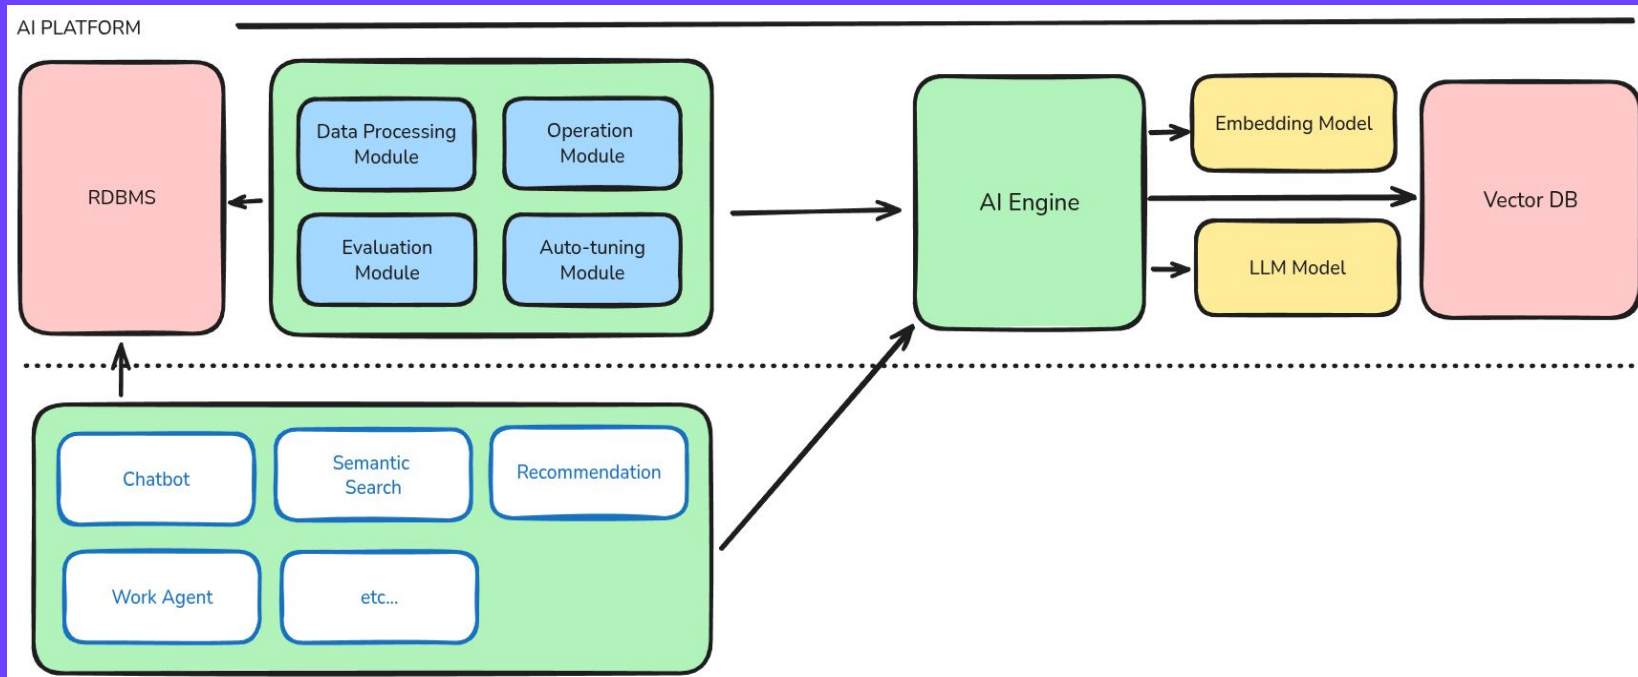 AI PLATFORM
RDBMS
Data Processing
Module
Operation
Module
Evaluation
Module
Auto-tuning
Module
AI Engine
Embedding Model
LLM Model
Vector DB
Chatbot
Semantic
Search
Recommendation
Work Agent
etc...